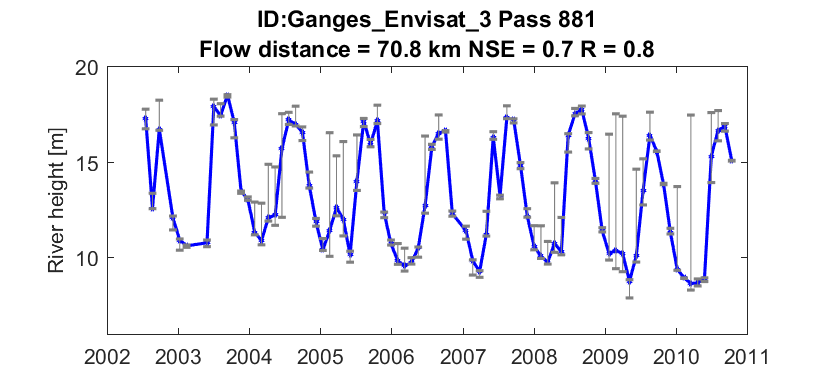 ID:Ganges_Envisat_3 Pass 881
Flow distance = 70.8 km NSE = 0.7 R = 0.8
River height [m]
20
15
10
2002 2003 2004 2005 2006 2007 2008 2009 2010 2011